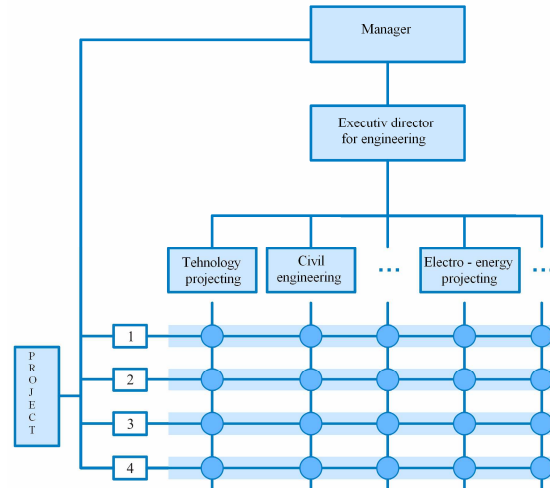 Manager
Executiv director
for engineering
Tehnology
projecting
Civil
engineering
...
Electro - energy
projecting
...
1
2
3
4
P
R
O
J
E
C
T